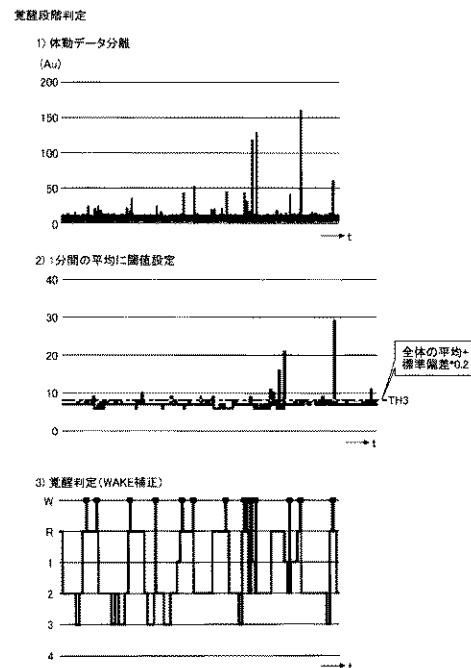 覚醒段階判定
1) 体動データ分離
(Au)
200
150
100
50
0
t
2) 1分間の平均に閾値設定
40
30
20
10
0
全体の平均+
標準偏差*0.2
TH3
t
3) 覚醒判定(WAKE補正)
W
R
1
2
3
4
t